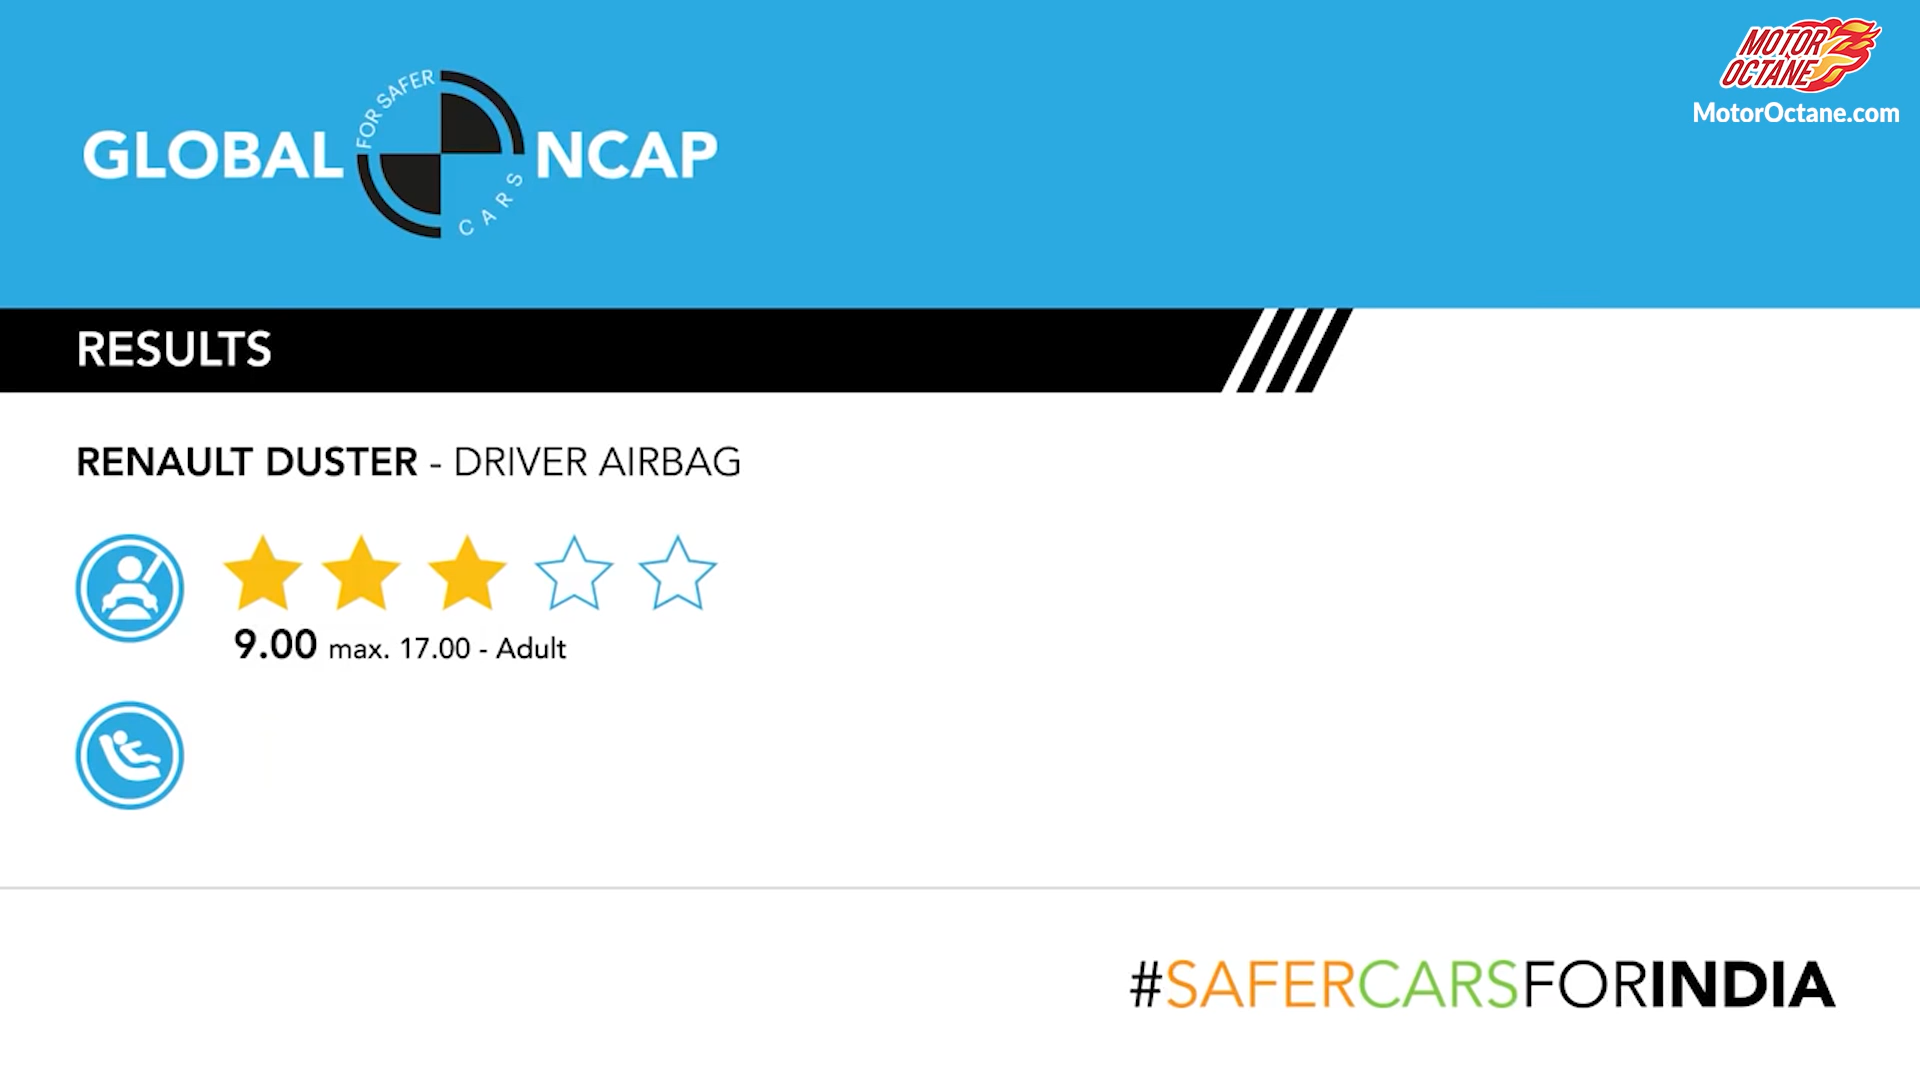 MOTOR
OCTANE
MotorOctane.com
GLOBAL FOR SAFER CARS NCAP
RESULTS
RENAULT DUSTER - DRIVER AIRBAG
9.00 max. 17.00 - Adult
#SAFERCARSFORINDIA